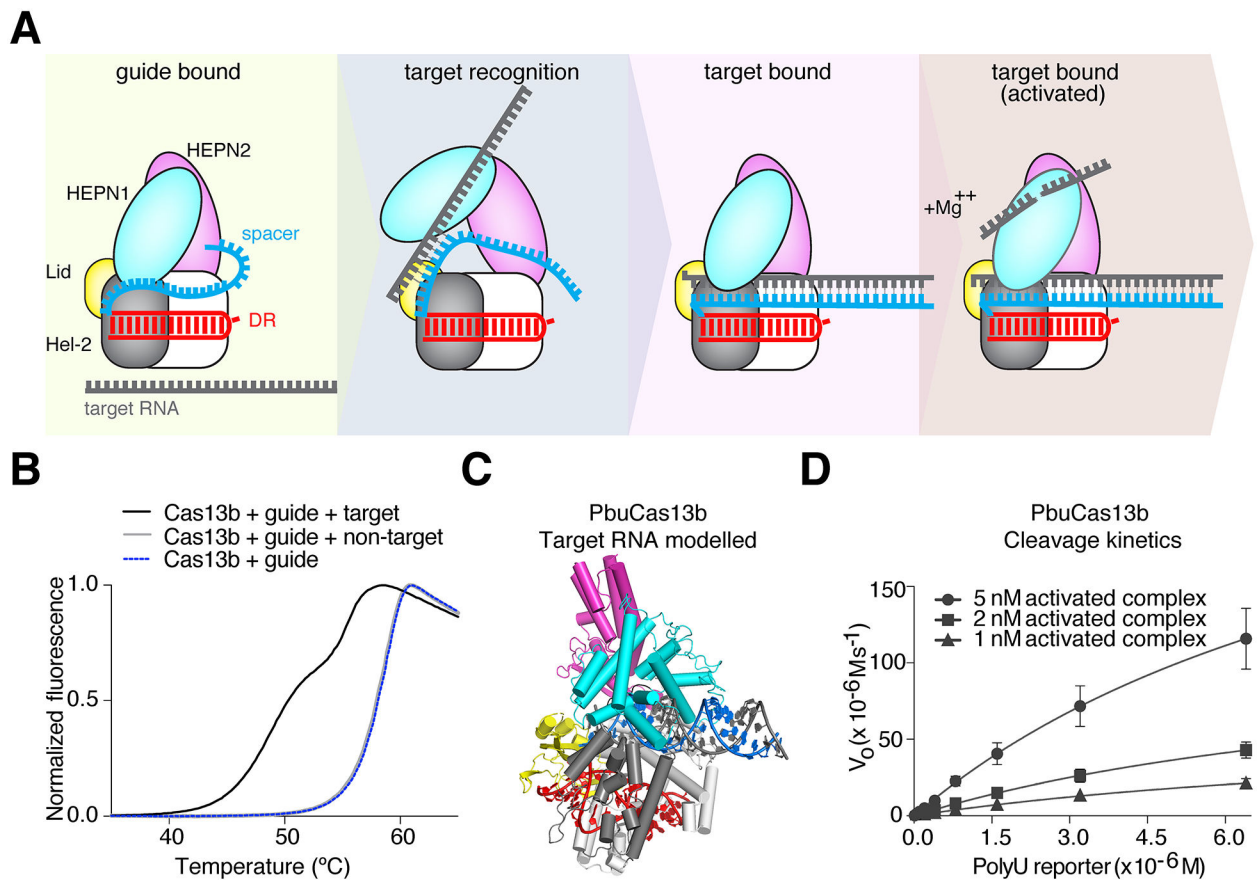 A
guide bound
target recognition
target bound
target bound
(activated)
HEPN2
HEPN1
spacer
Lid
DR
Hel-2
target RNA
+Mg++
B
Cas13b + guide + target
Cas13b + guide + non-target
Cas13b + guide
Normalized fluorescence
1.0
0.5
0.0
40
50
60
Temperature (ºC)
C
PbuCas13b
Target RNA modelled
D
PbuCas13b
Cleavage kinetics
5 nM activated complex
2 nM activated complex
1 nM activated complex
Vo(x 10-6Ms-1)
150
100
50
0
0.0
1.5
3.0
4.5
6.0
PolyU reporter (x10-6M)